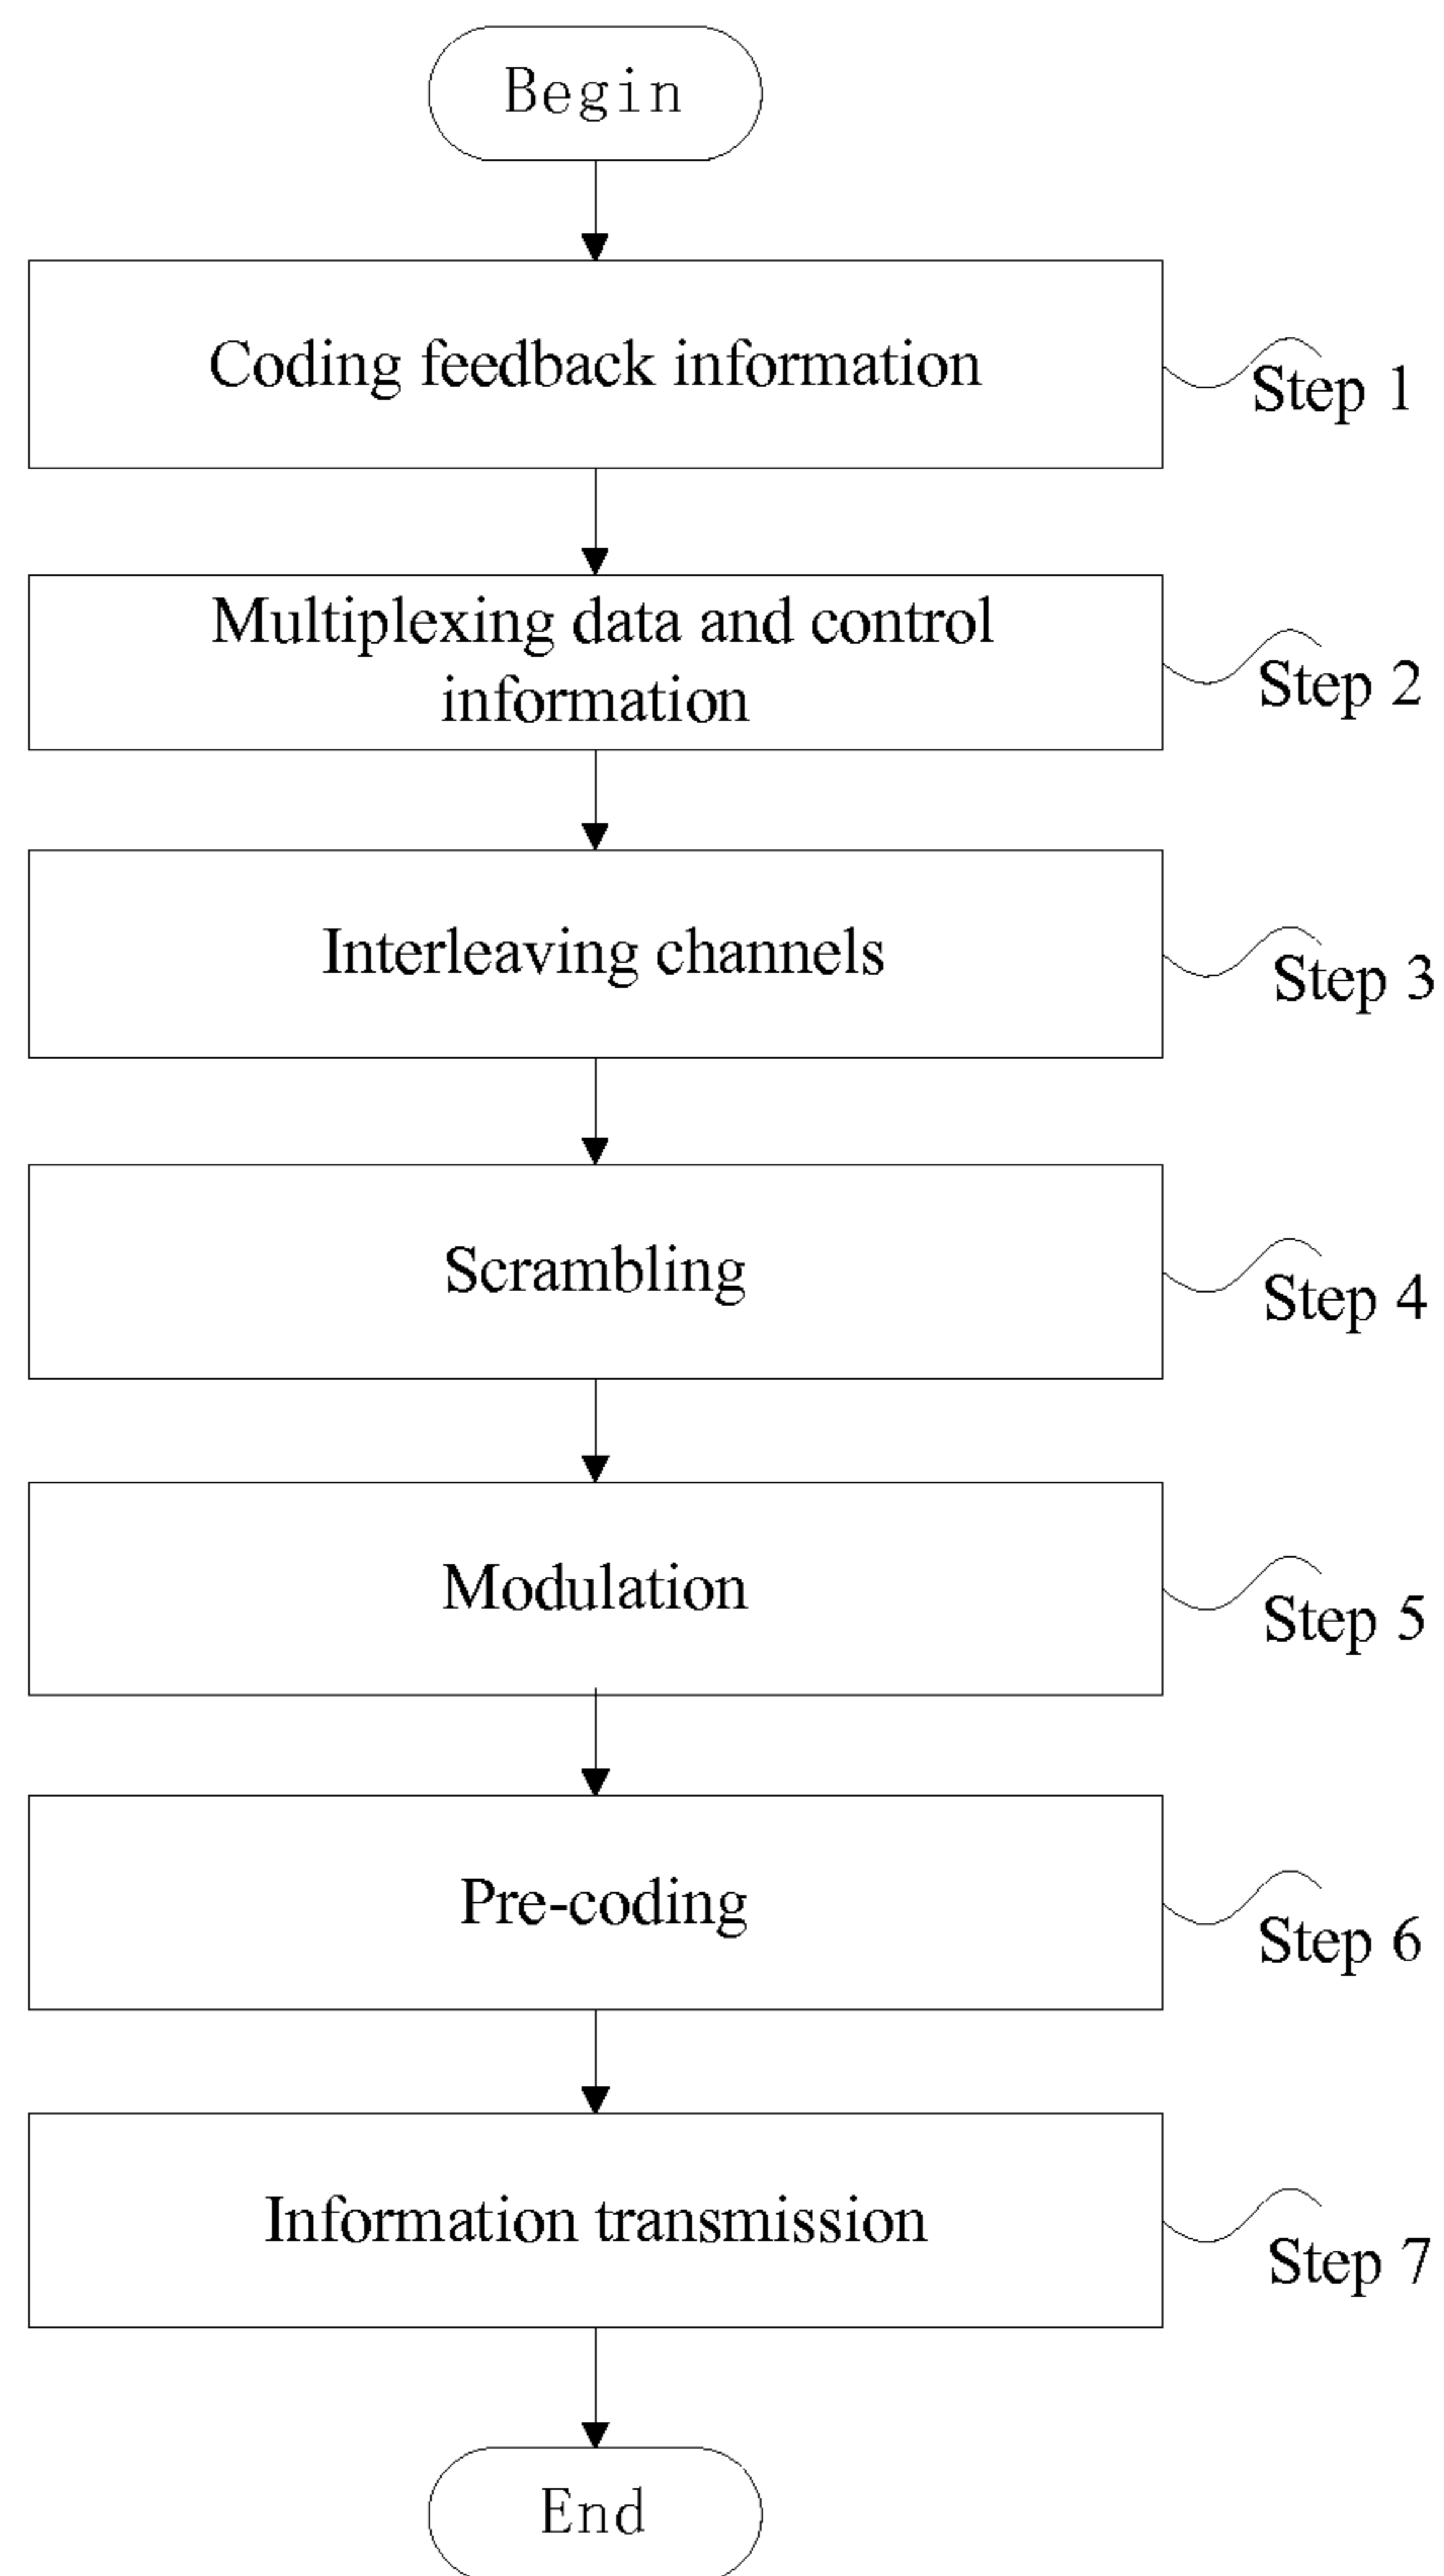 Begin
Coding feedback information
Step 1
Multiplexing data and control
information
Step 2
Interleaving channels
Step 3
Scrambling
Step 4
Modulation
Step 5
Pre-coding
Step 6
Information transmission
Step 7
End